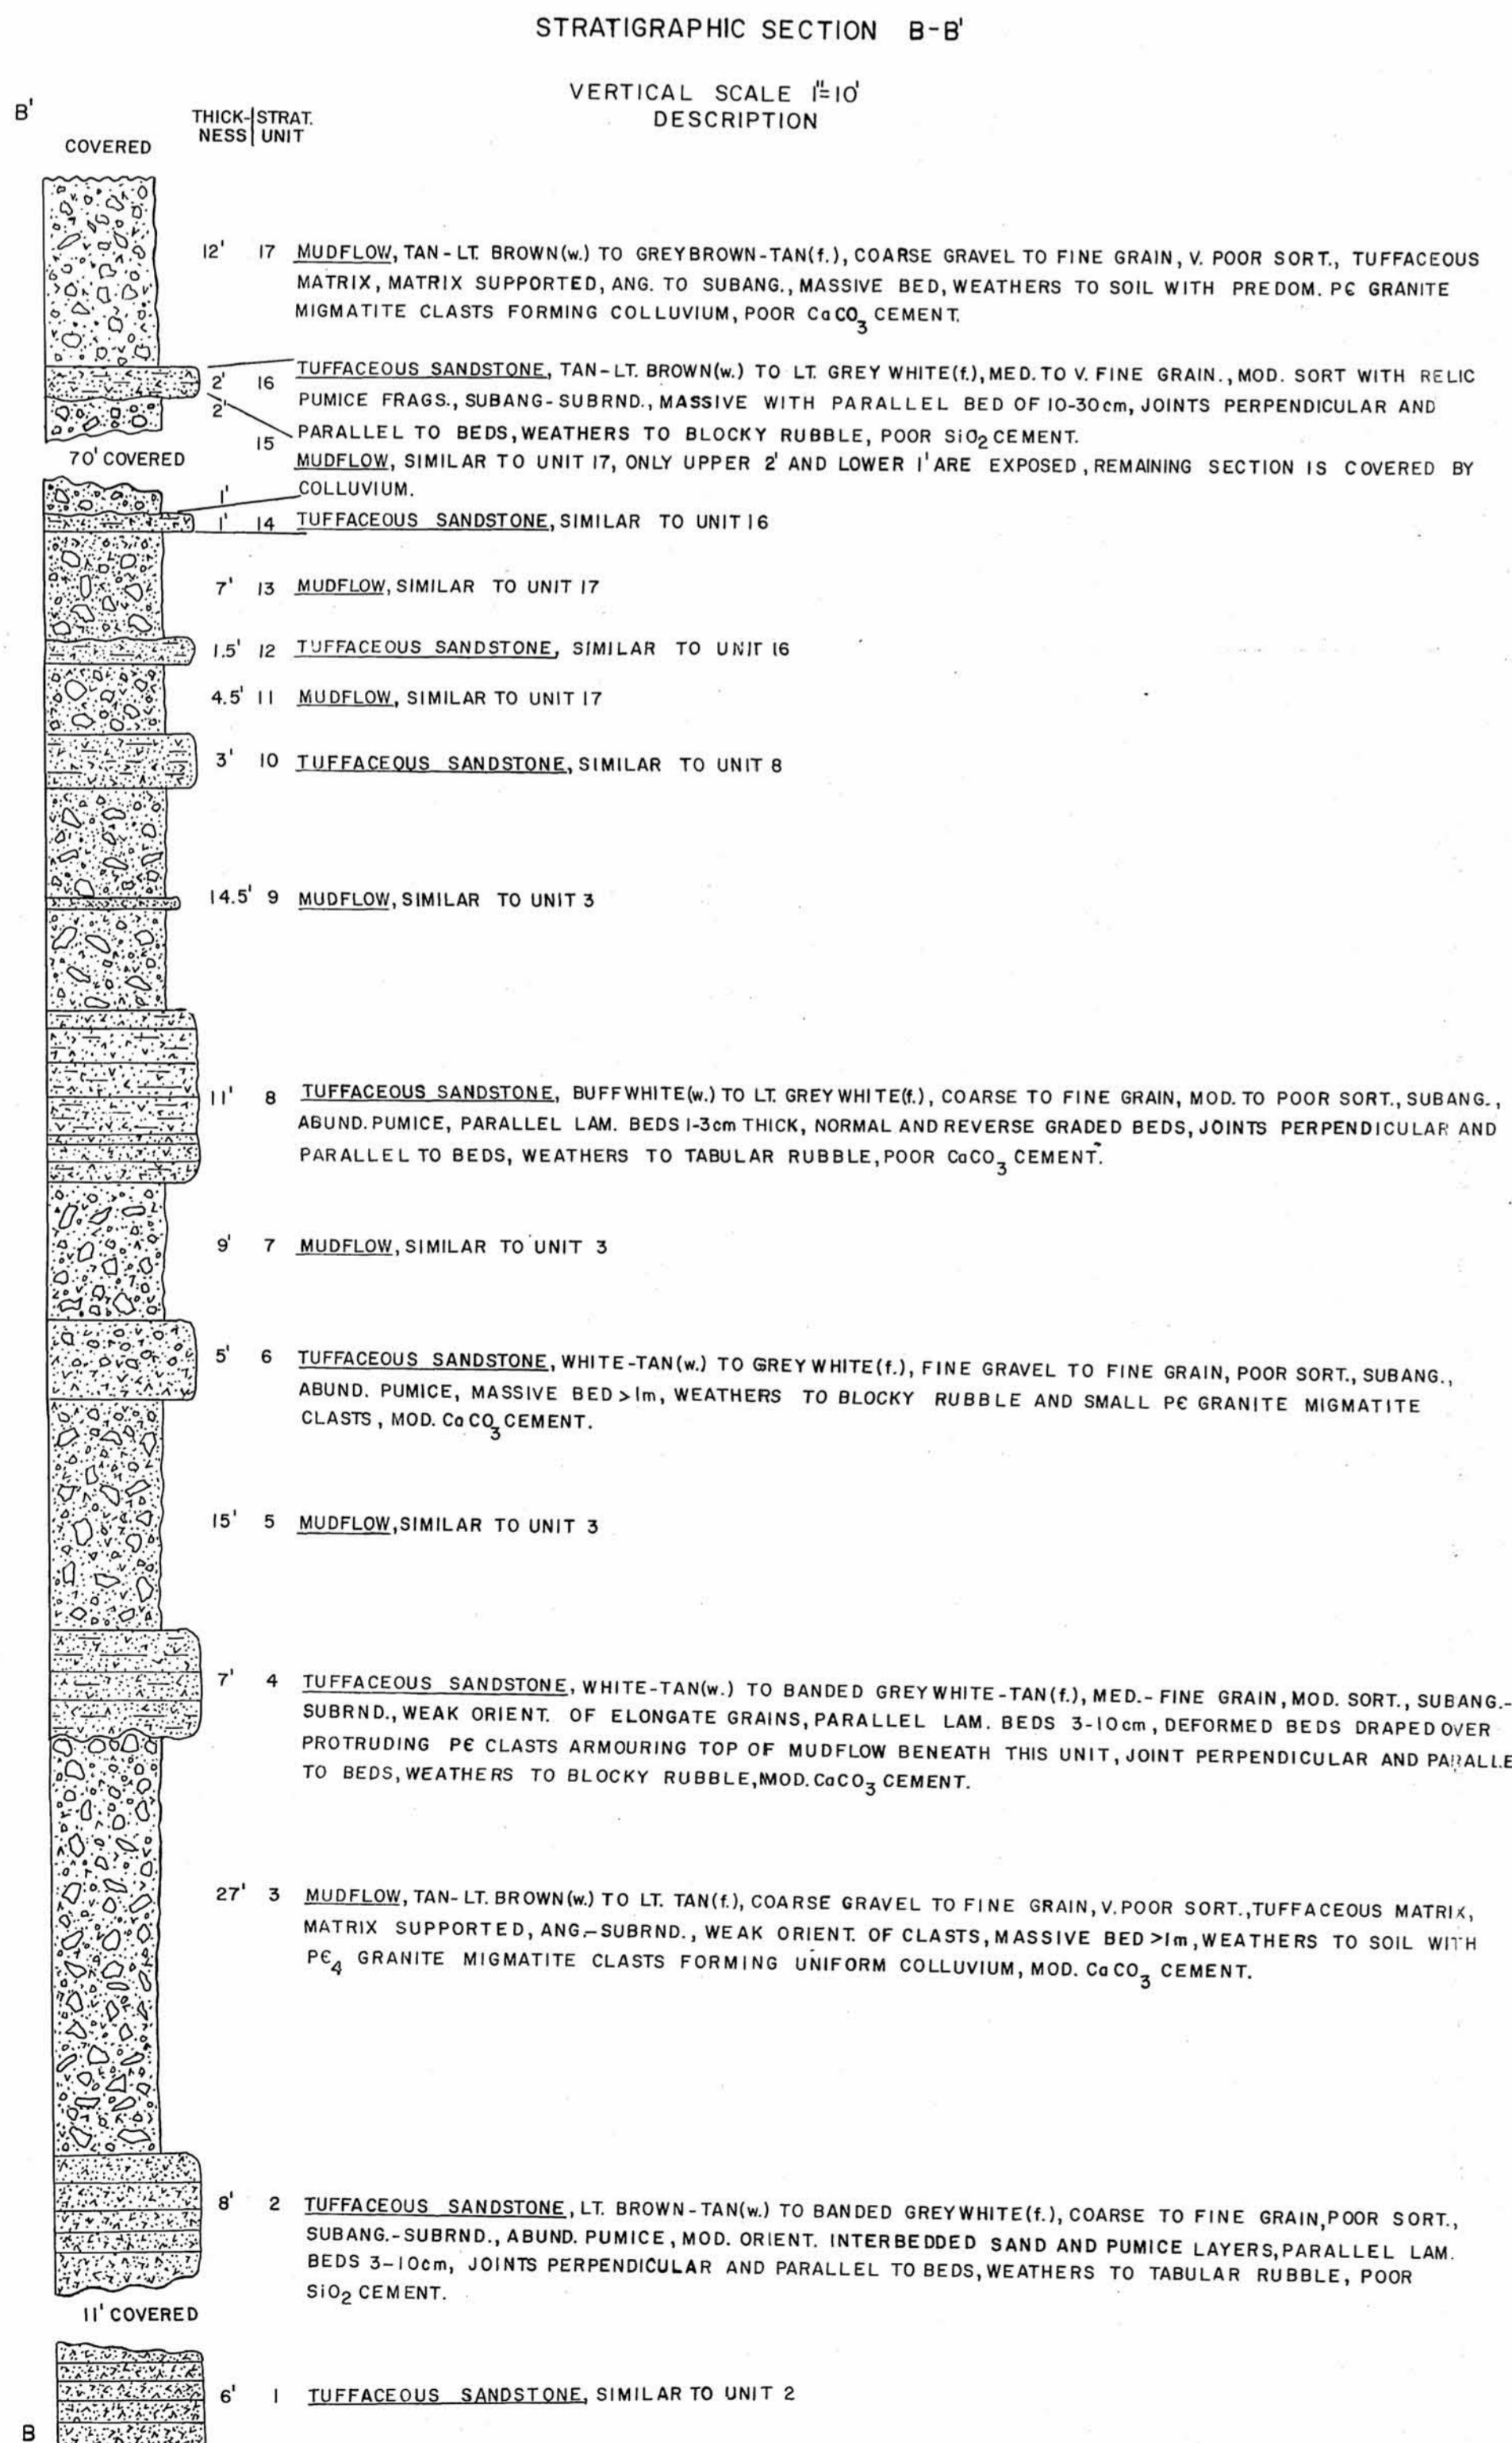 STRATIGRAPHIC SECTION B-B'
VERTICAL SCALE 1"=10'
B'
THICK- STRAT.
NESS UNIT
DESCRIPTION
COVERED
12' 17 MUDFLOW, TAN-LT. BROWN(w.) TO GREYBROWN-TAN(f.), COARSE GRAVEL TO FINE GRAIN, V. POOR SORT., TUFFACEOUS
MATRIX, MATRIX SUPPORTED, ANG. TO SUBANG., MASSIVE BED, WEATHERS TO SOIL WITH PREDOM. P€ GRANITE
MIGMATITE CLASTS FORMING COLLUVIUM, POOR CaCO3 CEMENT.
2' 16 TUFFACEOUS SANDSTONE, TAN-LT. BROWN(w.) TO LT. GREY WHITE(f.), MED. TO V. FINE GRAIN., MOD. SORT WITH RELIC
PUMICE FRAGS., SUBANG-SUBRND., MASSIVE WITH PARALLEL BED OF 10-30cm, JOINTS PERPENDICULAR AND
PARALLEL TO BEDS, WEATHERS TO BLOCKY RUBBLE, POOR SiO2 CEMENT.
2' 15 MUDFLOW, SIMILAR TO UNIT 17, ONLY UPPER 2' AND LOWER 1' ARE EXPOSED, REMAINING SECTION IS COVERED BY
COLLUVIUM.
70' COVERED
1'
1' 14 TUFFACEOUS SANDSTONE, SIMILAR TO UNIT 16
7' 13 MUDFLOW, SIMILAR TO UNIT 17
1.5' 12 TUFFACEOUS SANDSTONE, SIMILAR TO UNIT 16
4.5' 11 MUDFLOW, SIMILAR TO UNIT 17
3' 10 TUFFACEOUS SANDSTONE, SIMILAR TO UNIT 8
14.5' 9 MUDFLOW, SIMILAR TO UNIT 3
11' 8 TUFFACEOUS SANDSTONE, BUFFWHITE(w.) TO LT. GREYWHITE(f.), COARSE TO FINE GRAIN, MOD. TO POOR SORT., SUBANG.,
ABUND. PUMICE, PARALLEL LAM. BEDS 1-3cm THICK, NORMAL AND REVERSE GRADED BEDS, JOINTS PERPENDICULAR AND
PARALLEL TO BEDS, WEATHERS TO TABULAR RUBBLE, POOR CaCO3 CEMENT.
9' 7 MUDFLOW, SIMILAR TO UNIT 3
5' 6 TUFFACEOUS SANDSTONE, WHITE-TAN(w.) TO GREYWHITE(f.), FINE GRAVEL TO FINE GRAIN, POOR SORT., SUBANG.,
ABUND. PUMICE, MASSIVE BED >1m, WEATHERS TO BLOCKY RUBBLE AND SMALL P€ GRANITE MIGMATITE
CLASTS, MOD. CaCO3 CEMENT.
15' 5 MUDFLOW, SIMILAR TO UNIT 3
7' 4 TUFFACEOUS SANDSTONE, WHITE-TAN(w.) TO BANDED GREYWHITE-TAN(f.), MED.-FINE GRAIN, MOD. SORT., SUBANG.-
SUBRND., WEAK ORIENT. OF ELONGATE GRAINS, PARALLEL LAM. BEDS 3-10cm, DEFORMED BEDS DRAPED OVER
PROTRUDING P€ CLASTS ARMOURING TOP OF MUDFLOW BENEATH THIS UNIT, JOINT PERPENDICULAR AND PARALLE
TO BEDS, WEATHERS TO BLOCKY RUBBLE, MOD. CaCO3 CEMENT.
27' 3 MUDFLOW, TAN-LT. BROWN(w.) TO LT. TAN(f.), COARSE GRAVEL TO FINE GRAIN, V. POOR SORT., TUFFACEOUS MATRIX,
MATRIX SUPPORTED, ANG.-SUBRND., WEAK ORIENT. OF CLASTS, MASSIVE BED >1m, WEATHERS TO SOIL WITH
P€4 GRANITE MIGMATITE CLASTS FORMING UNIFORM COLLUVIUM, MOD. CaCO3 CEMENT.
8' 2 TUFFACEOUS SANDSTONE, LT. BROWN-TAN(w.) TO BANDED GREYWHITE(f.), COARSE TO FINE GRAIN, POOR SORT.,
SUBANG.-SUBRND., ABUND. PUMICE, MOD. ORIENT. INTERBEDDED SAND AND PUMICE LAYERS, PARALLEL LAM.
BEDS 3-10cm, JOINTS PERPENDICULAR AND PARALLEL TO BEDS, WEATHERS TO TABULAR RUBBLE, POOR
SiO2 CEMENT.
11' COVERED
6' 1 TUFFACEOUS SANDSTONE, SIMILAR TO UNIT 2
B